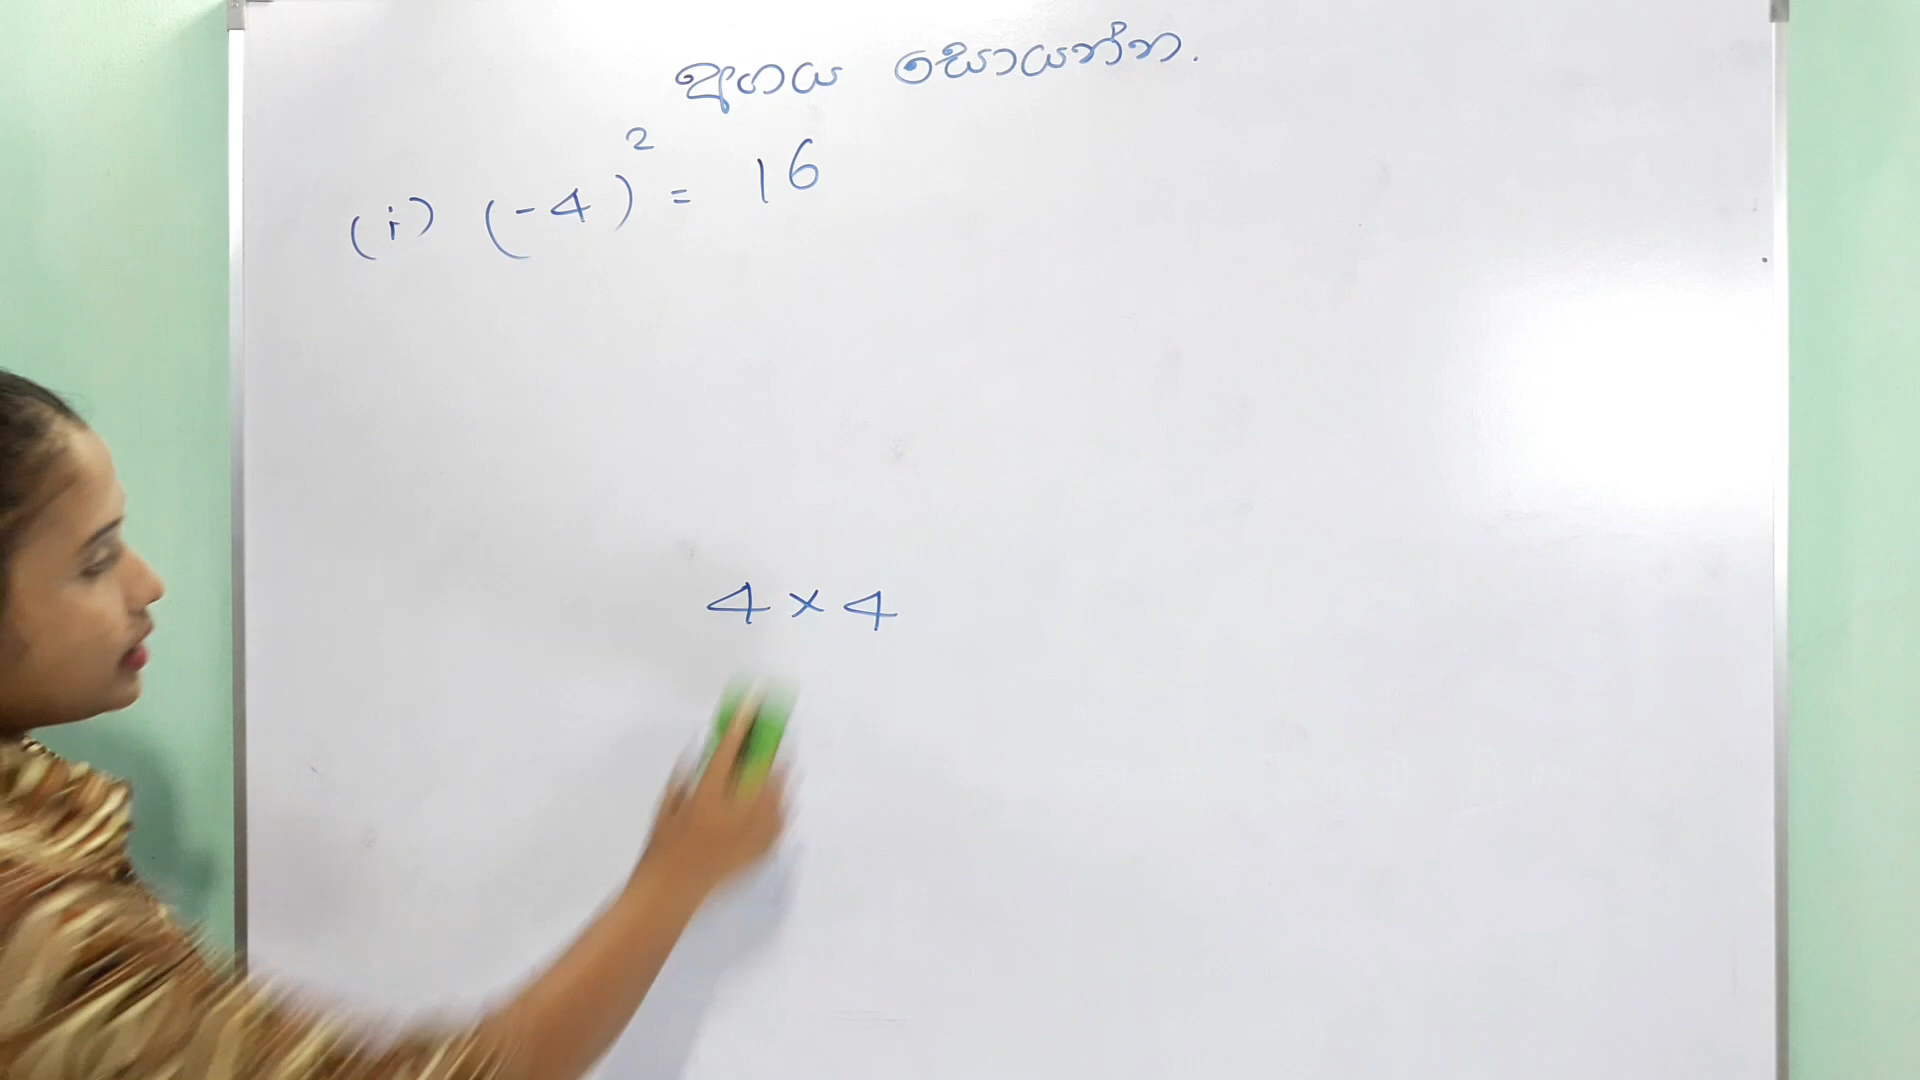 අගය සොයන්න.
(i) (-4)² = 16
4 × 4